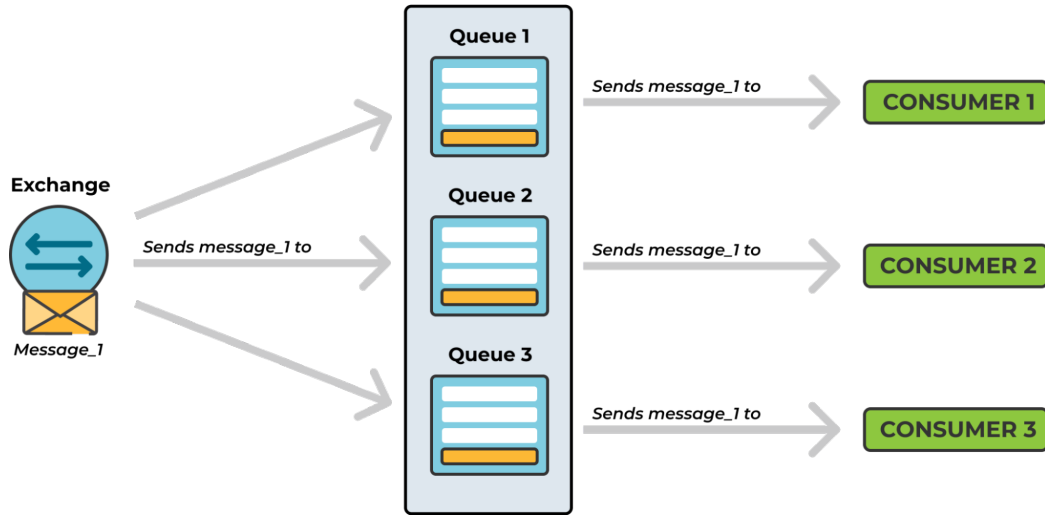 Exchange
Message_1
Sends message_1 to
Queue 1
Queue 2
Queue 3
Sends message_1 to
Sends message_1 to
Sends message_1 to
CONSUMER 1
CONSUMER 2
CONSUMER 3